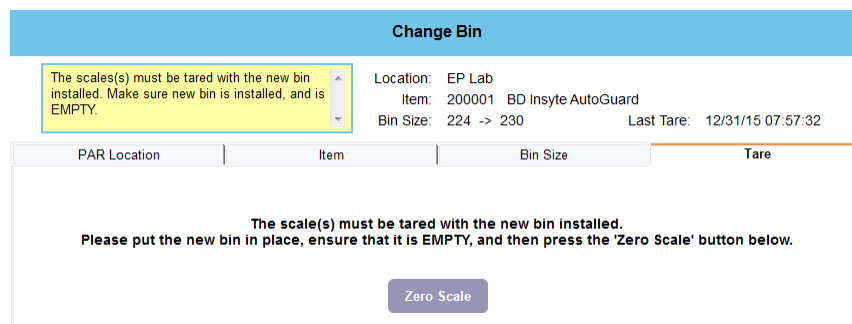 Change Bin
The scales(s) must be tared with the new bin
installed. Make sure new bin is installed, and is
EMPTY.
Location: EP Lab
Item: 200001 BD Insyte AutoGuard
Bin Size: 224 -> 230 Last Tare: 12/31/15 07:57:32
PAR Location Item Bin Size Tare
The scale(s) must be tared with the new bin installed.
Please put the new bin in place, ensure that it is EMPTY, and then press the 'Zero Scale' button below.
Zero Scale